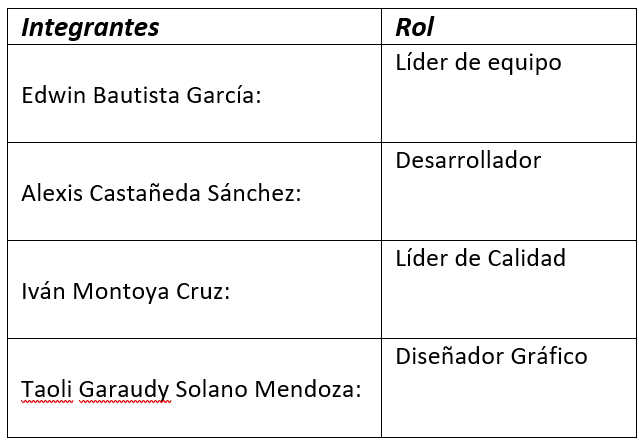 Integrantes Rol
Líder de equipo
Edwin Bautista García:
Desarrollador
Alexis Castañeda Sánchez:
Líder de Calidad
Iván Montoya Cruz:
Diseñador Gráfico
Taoli Garaudy Solano Mendoza: